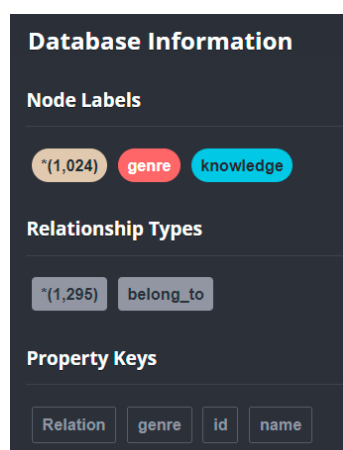 Database Information
Node Labels
*(1,024) genre knowledge
Relationship Types
*(1,295) belong_to
Property Keys
Relation genre id name